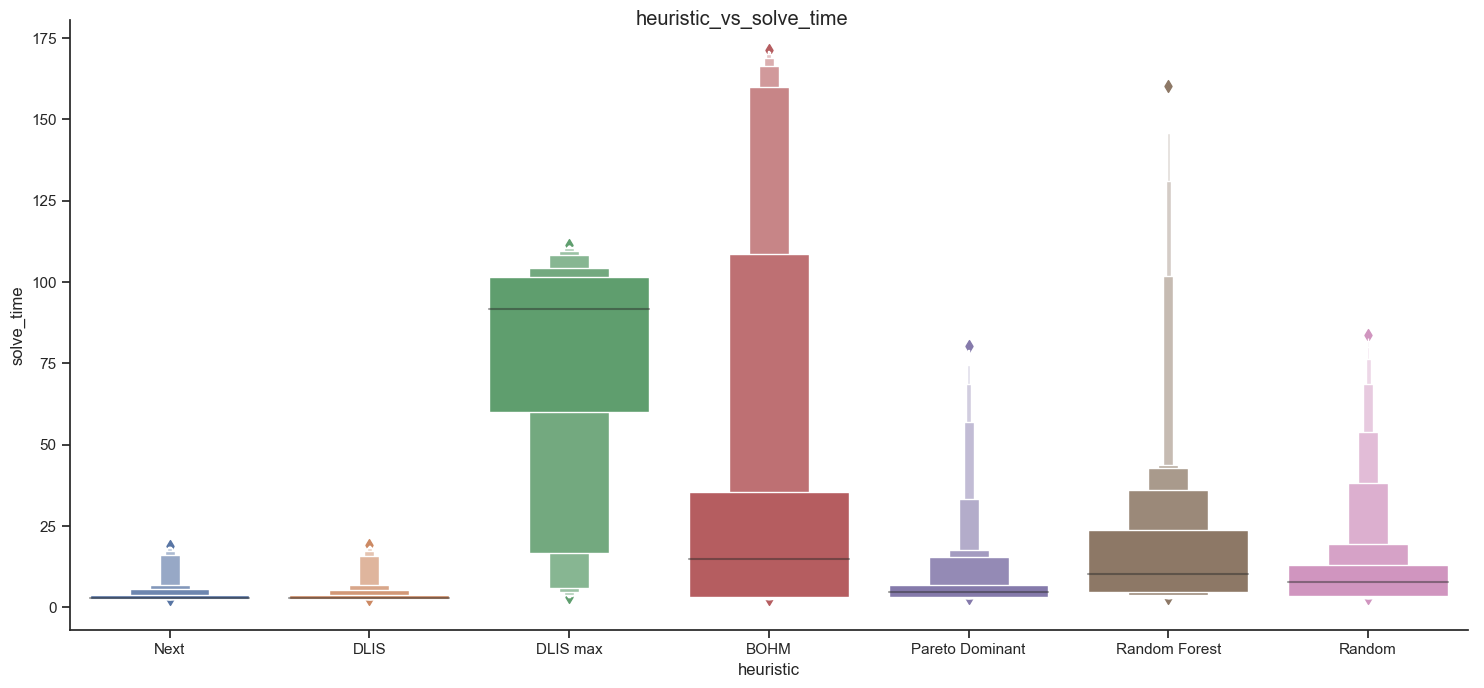 heuristic_vs_solve_time
175
150
125
100
75
50
25
0
solve_time
Next DLIS DLIS max BOHM Pareto Dominant Random Forest Random
heuristic